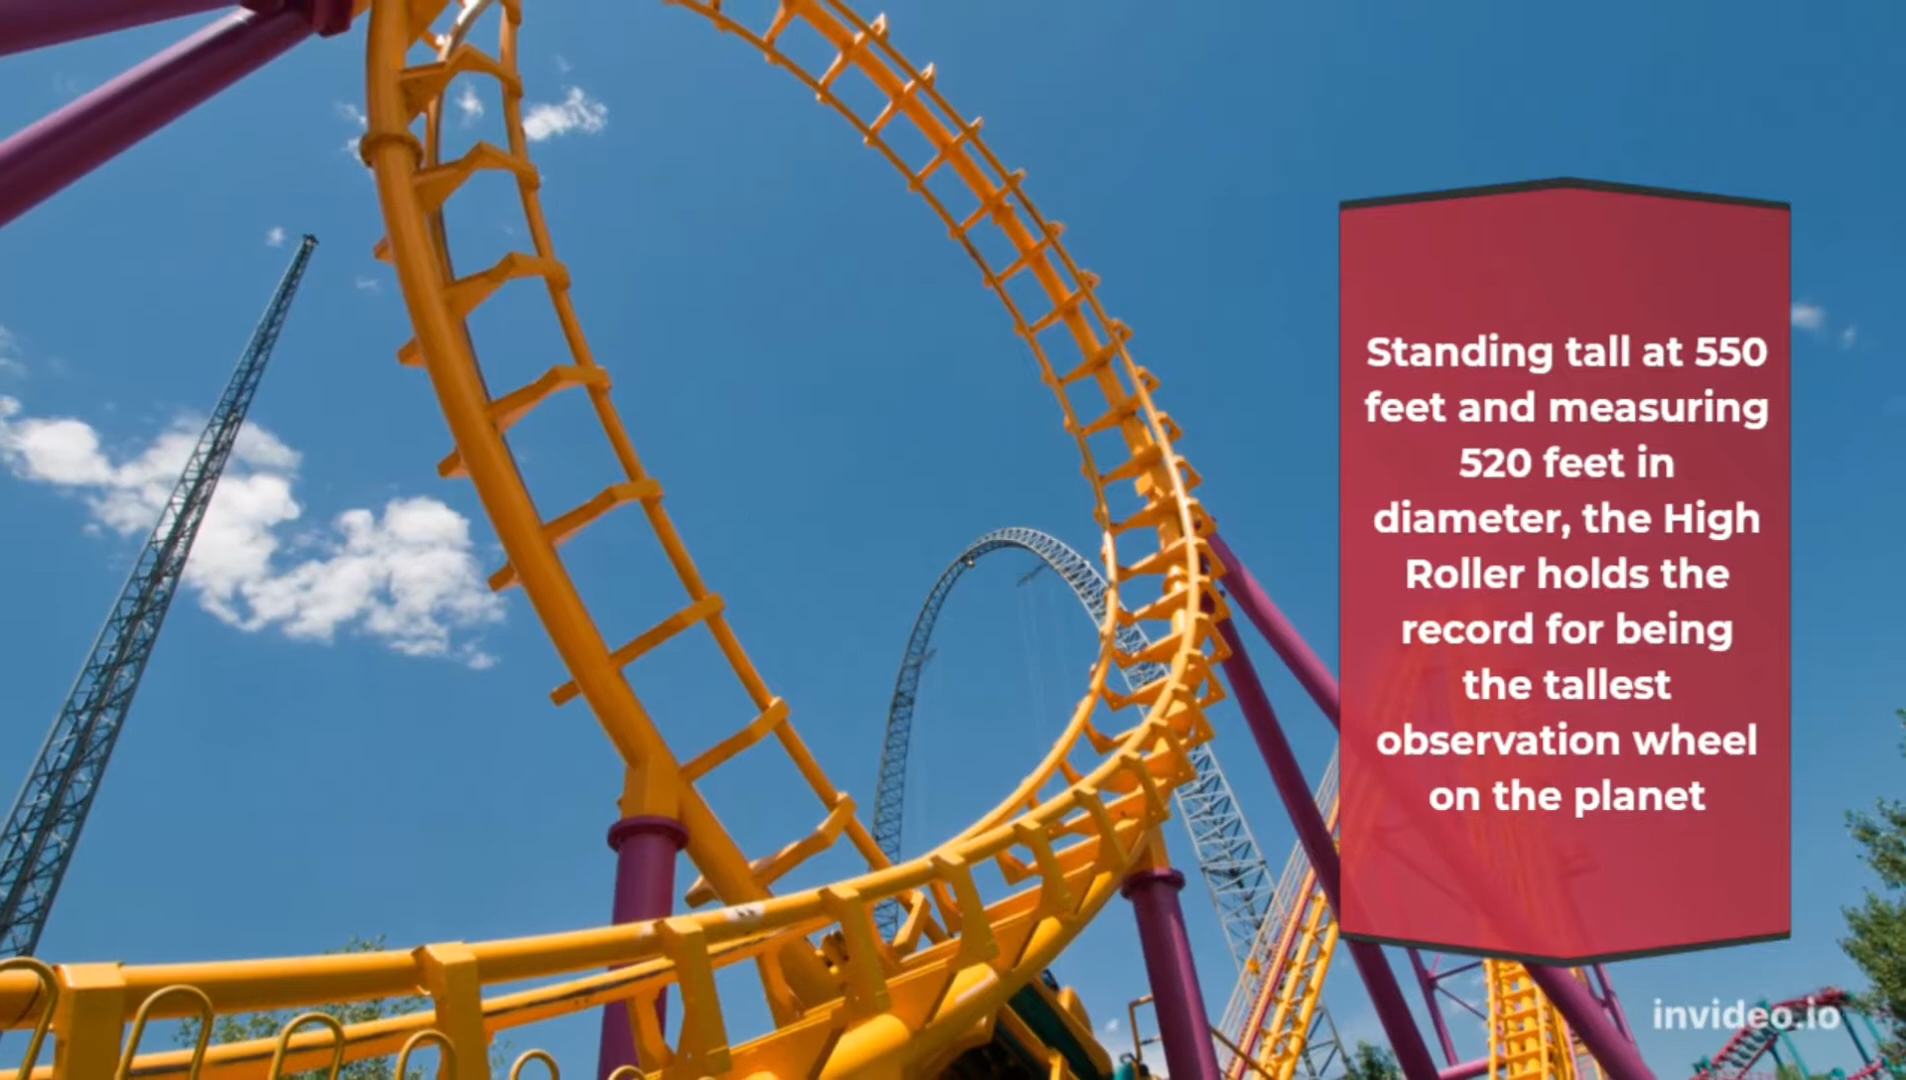 Standing tall at 550
feet and measuring
520 feet in
diameter, the High
Roller holds the
record for being
the tallest
observation wheel
on the planet
invideo.io